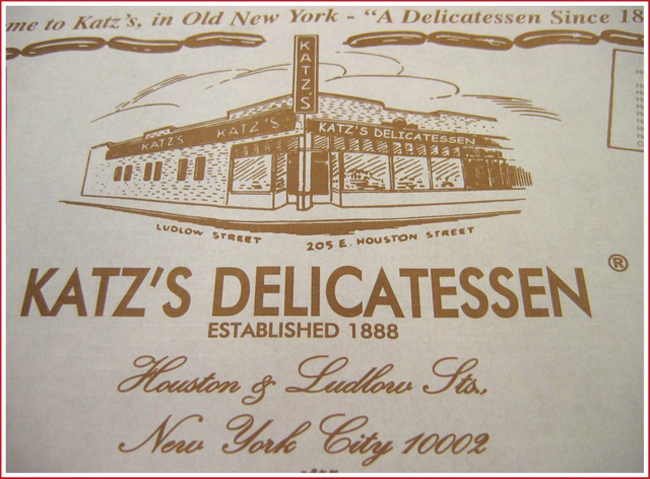 me to Katz's, in Old New York - "A Delicatessen Since 18
KATZ'S
KATZ'S KATZ'S KATZ'S DELICATESSEN
LUDLOW STREET 205 E. HOUSTON STREET
KATZ'S DELICATESSEN ®
ESTABLISHED 1888
Houston & Ludlow Sts.,
New York City 10002